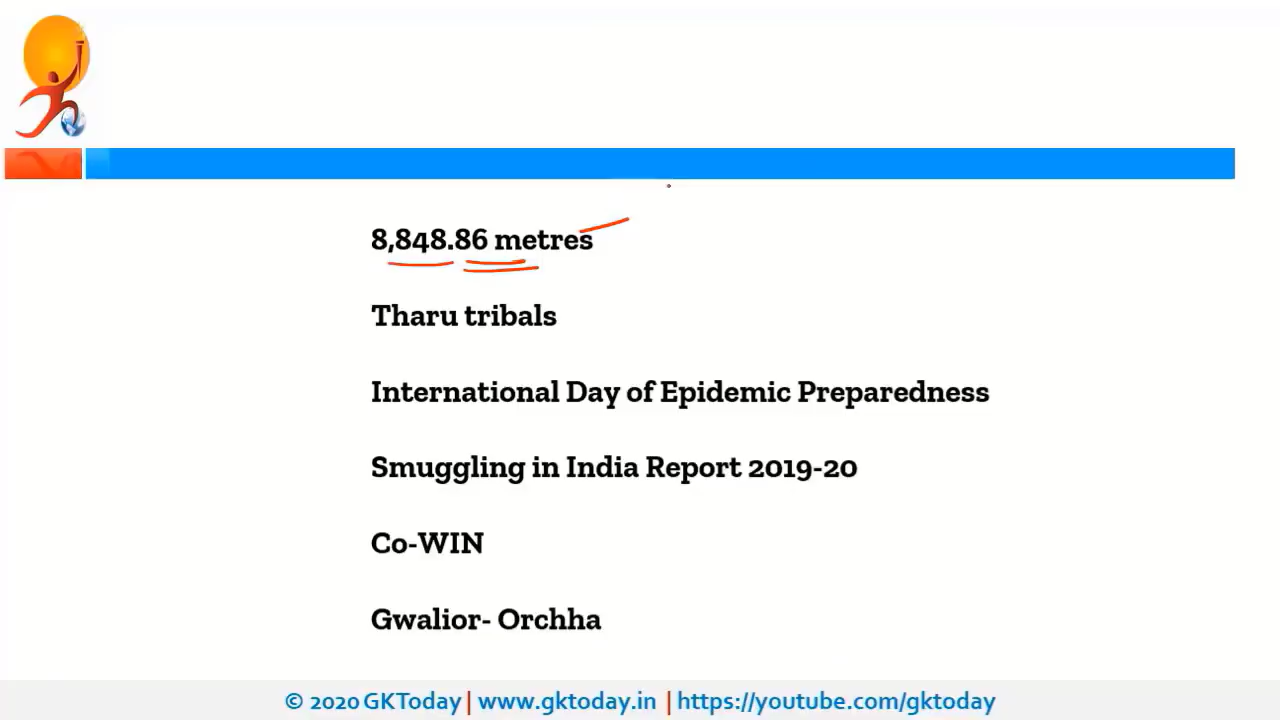 8,848.86 metres
Tharu tribals
International Day of Epidemic Preparedness
Smuggling in India Report 2019-20
Co-WIN
Gwalior- Orchha
© 2020 GKToday | www.gktoday.in | https://youtube.com/gktoday